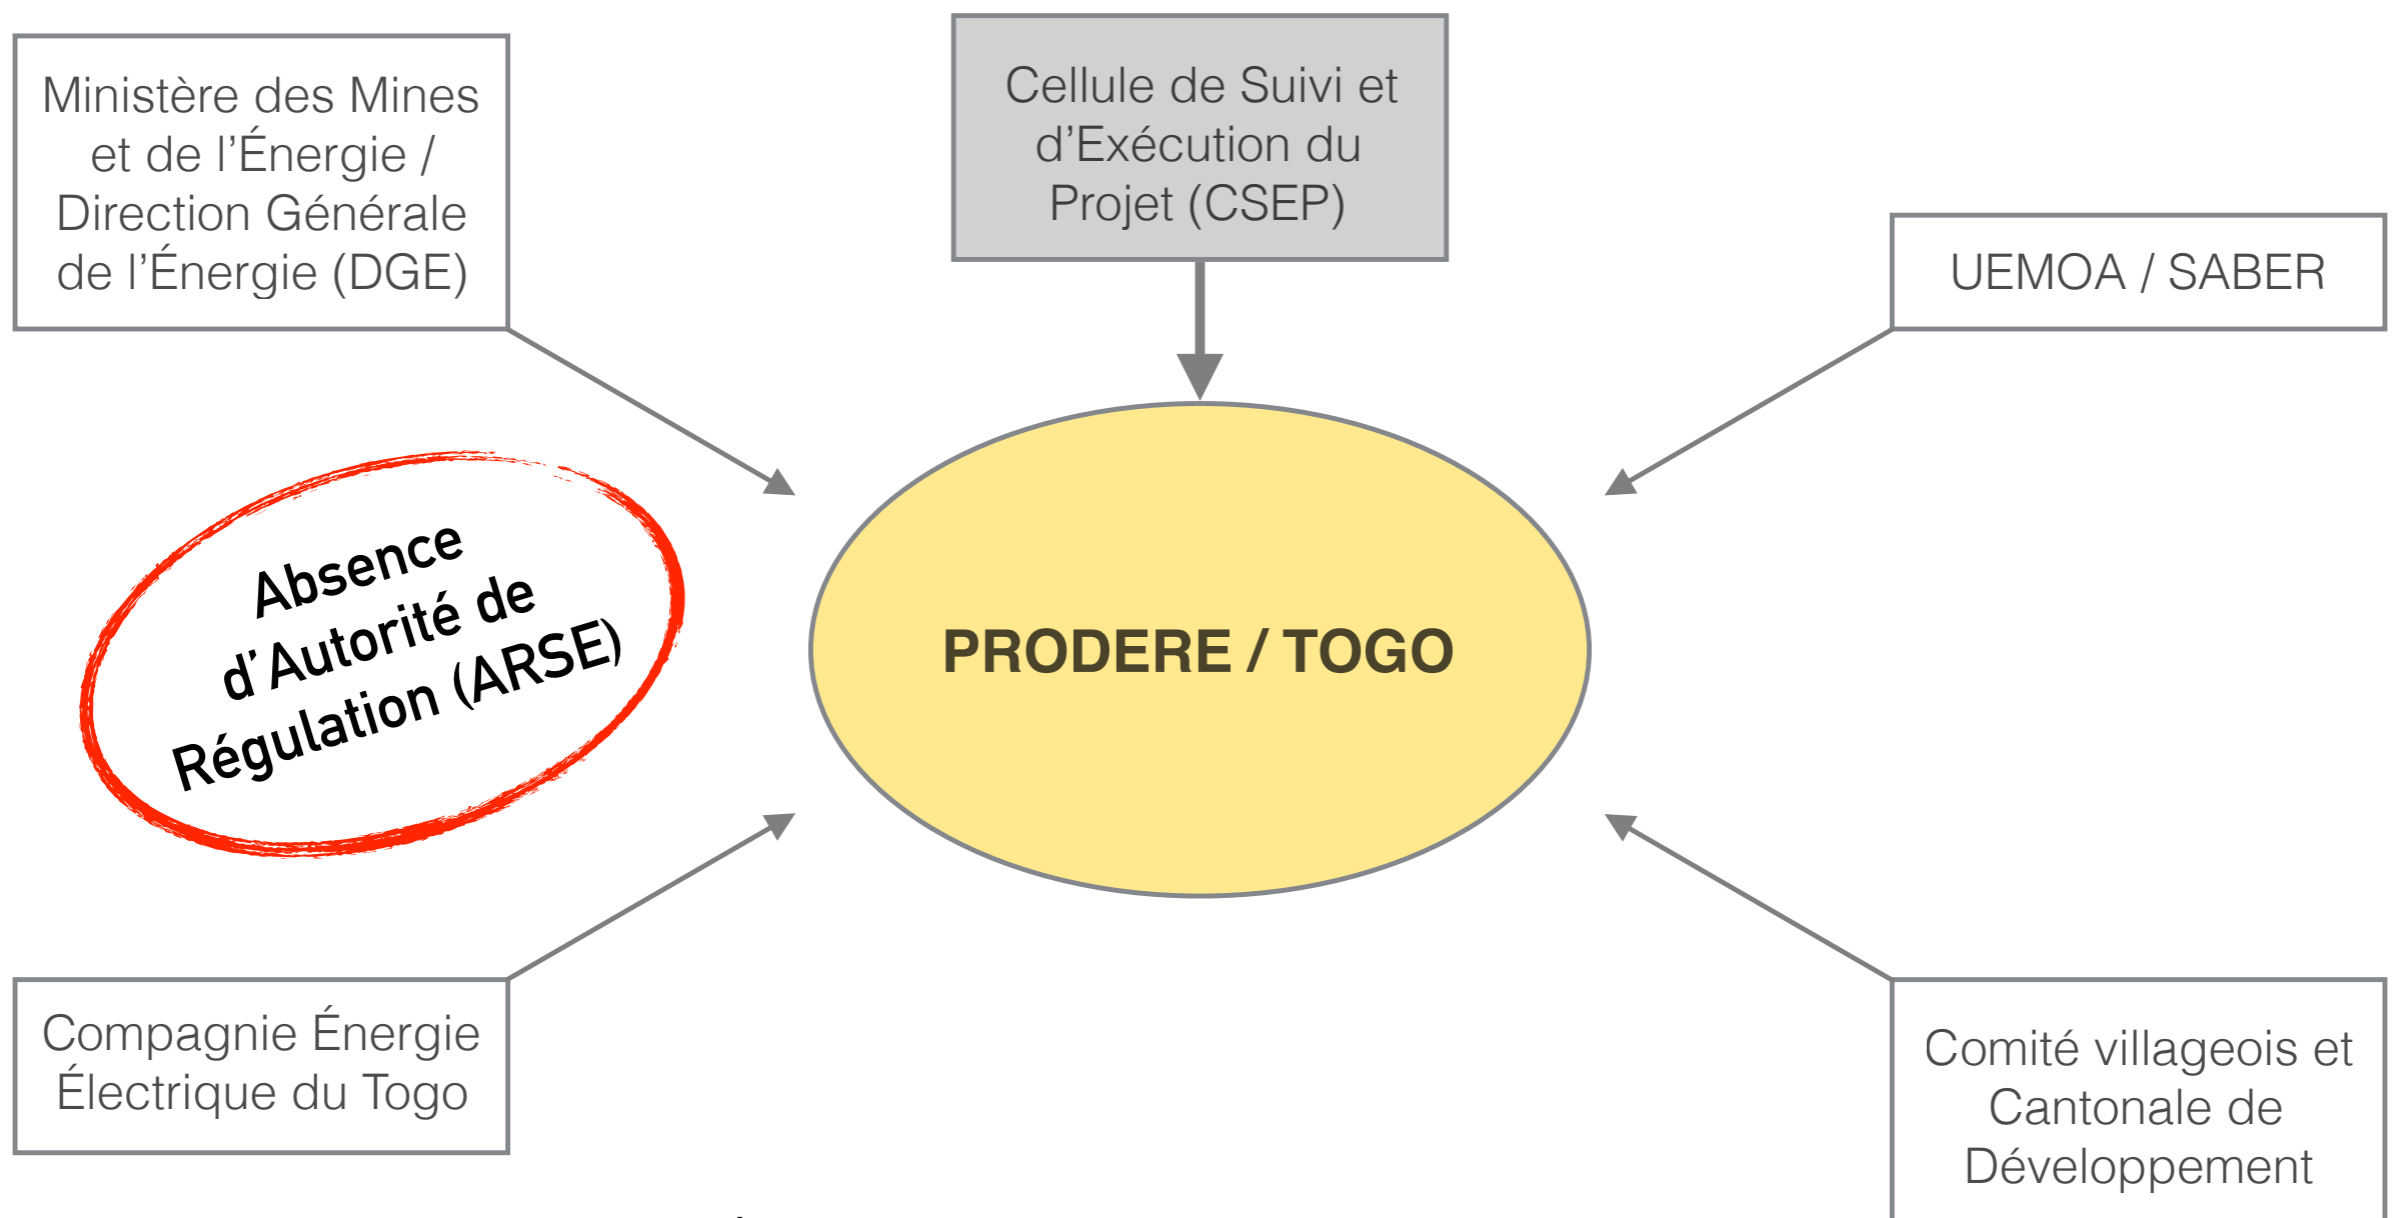 Ministère des Mines
et de l’Énergie /
Direction Générale
de l’Énergie (DGE)
Cellule de Suivi et
d’Exécution du
Projet (CSEP)
UEMOA / SABER
Absence
d’Autorité de
Régulation (ARSE)
PRODERE / TOGO
Compagnie Énergie
Électrique du Togo
Comité villageois et
Cantonale de
Développement